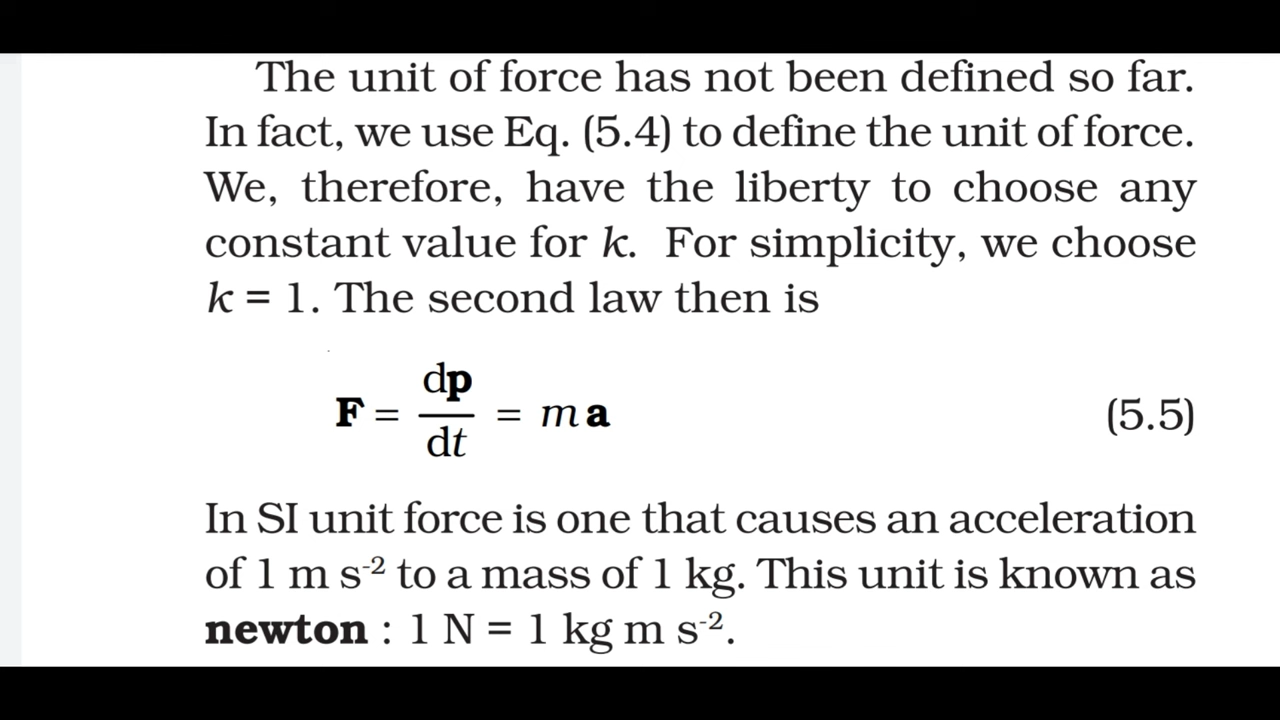 The unit of force has not been defined so far.
In fact, we use Eq. (5.4) to define the unit of force.
We, therefore, have the liberty to choose any
constant value for k. For simplicity, we choose
k = 1. The second law then is
F = dp/dt = m a (5.5)
In SI unit force is one that causes an acceleration
of 1 m s⁻² to a mass of 1 kg. This unit is known as
newton : 1 N = 1 kg m s⁻².